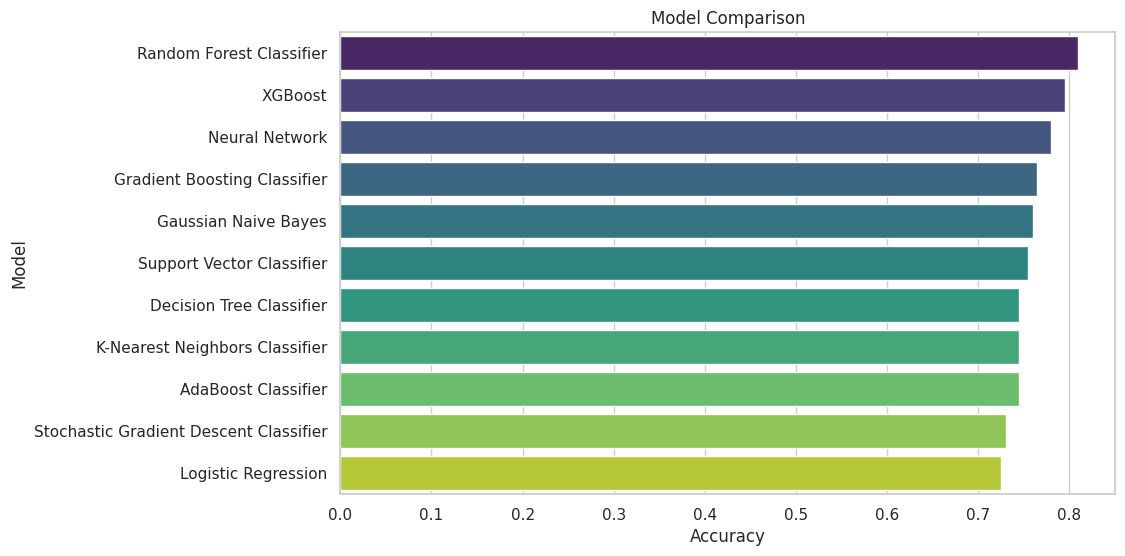 Model Comparison
Random Forest Classifier
XGBoost
Neural Network
Gradient Boosting Classifier
Gaussian Naive Bayes
Support Vector Classifier
Decision Tree Classifier
K-Nearest Neighbors Classifier
AdaBoost Classifier
Stochastic Gradient Descent Classifier
Logistic Regression
Model
0.0 0.1 0.2 0.3 0.4 0.5 0.6 0.7 0.8
Accuracy